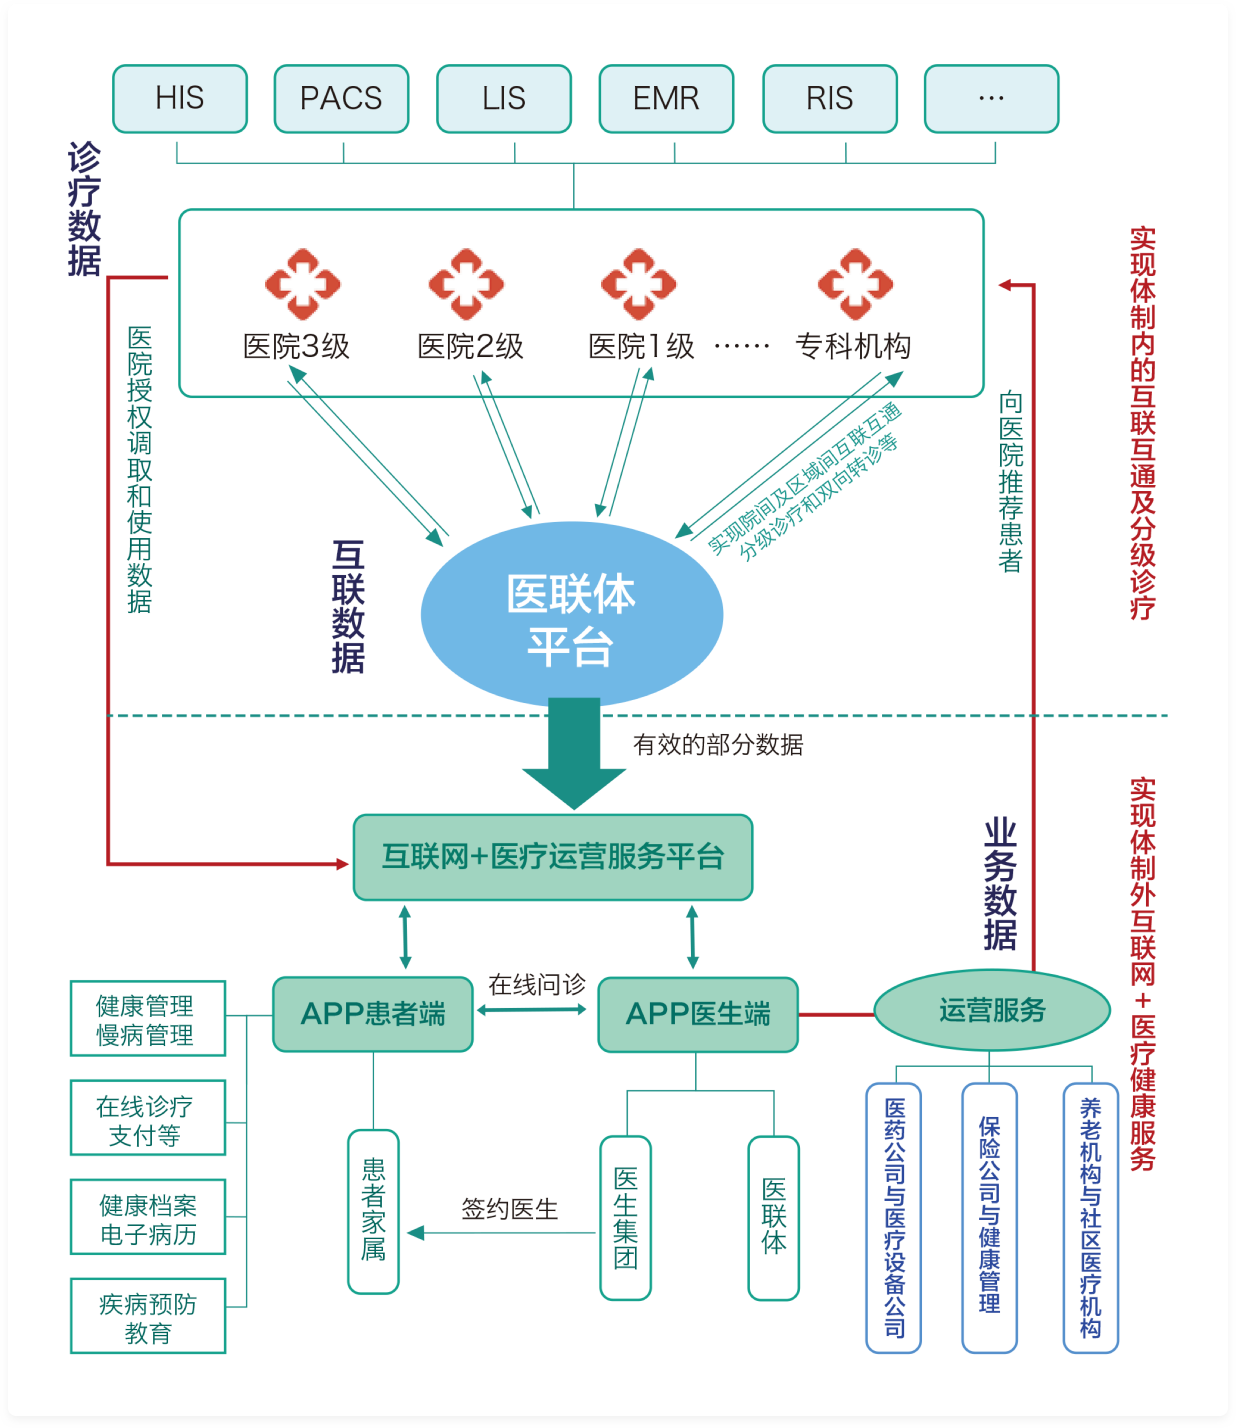 HIS
PACS
LIS
EMR
RIS
…
诊疗数据
医院3级
医院2级
医院1级
……
专科机构
实现体制内的互联互通及分级诊疗
医院授权调取和使用数据
向医院推荐患者
实现院间及区域间互联互通
分级诊疗和双向转诊等
互联数据
医联体
平台
有效的部分数据
实现体制外互联网+医疗健康服务
业务数据
互联网+医疗运营服务平台
在线问诊
APP患者端
APP医生端
运营服务
健康管理
慢病管理
在线诊疗
支付等
健康档案
电子病历
疾病预防
教育
患者家属
签约医生
医生集团
医联体
医药公司与医疗设备公司
保险公司与健康管理
养老机构与社区医疗机构